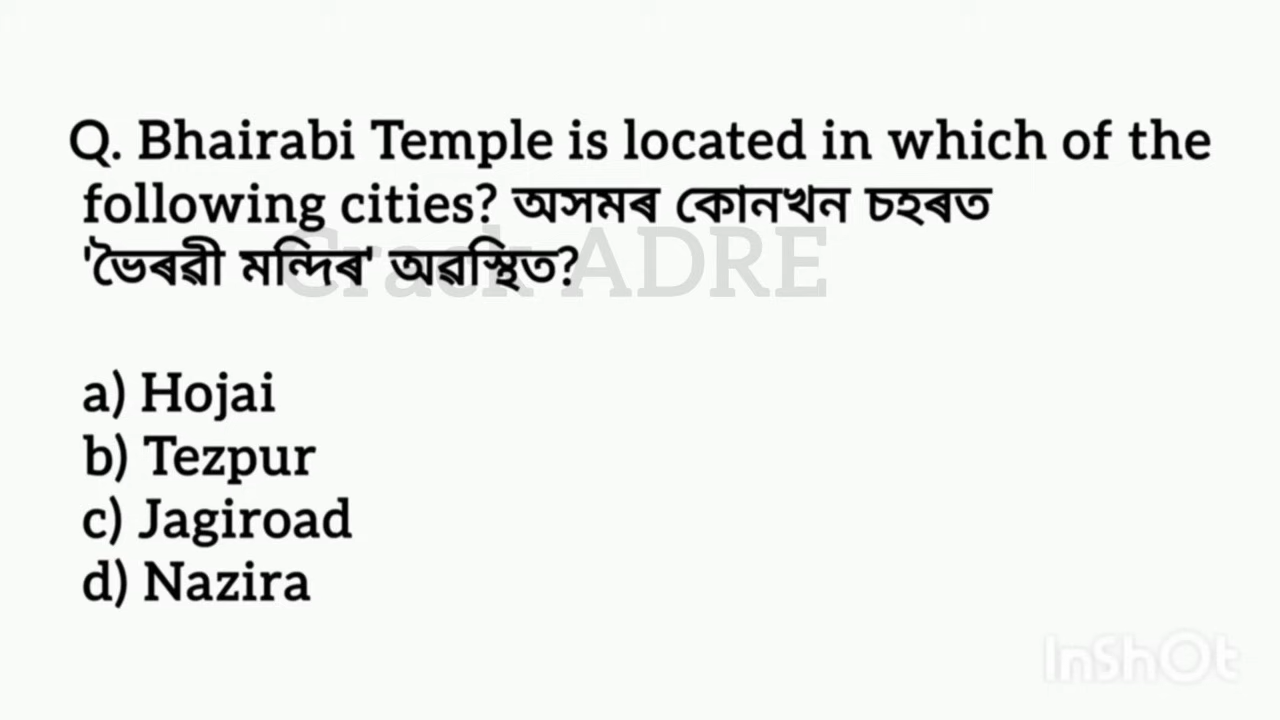 Q. Bhairabi Temple is located in which of the
following cities? অসমৰ কোনখন চহৰত
'ভৈৰৱী মন্দিৰ' অৱস্থিত?
Crack ADRE
a) Hojai
b) Tezpur
c) Jagiroad
d) Nazira
InShOt